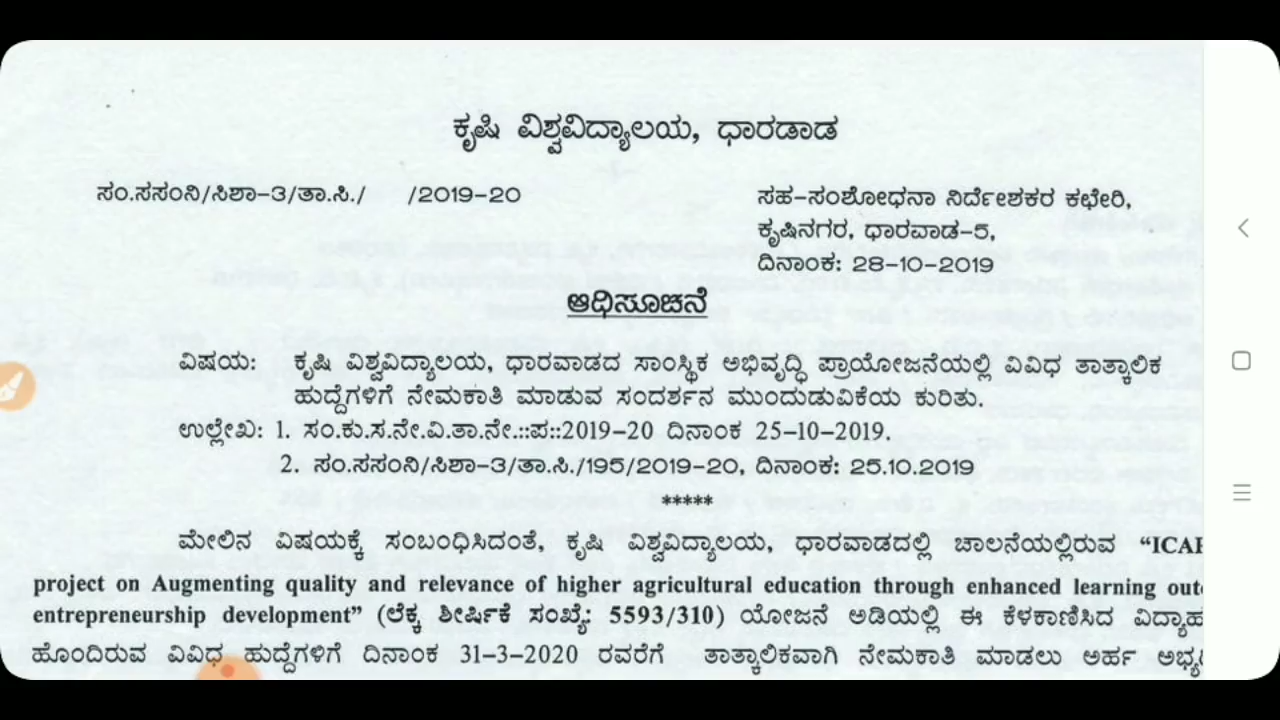 ಕೃಷಿ ವಿಶ್ವವಿದ್ಯಾಲಯ, ಧಾರಡಾಡ
ಸಂ.ಸಸಂನಿ/ಸಿಶಾ-3/ತಾ.ಸಿ./ /2019-20
ಸಹ-ಸಂಶೋಧನಾ ನಿರ್ದೇಶಕರ ಕಛೇರಿ,
ಕೃಷಿನಗರ, ಧಾರವಾಡ-5,
ದಿನಾಂಕ: 28-10-2019
ಆಧಿಸೂಚನೆ
ವಿಷಯ: ಕೃಷಿ ವಿಶ್ವವಿದ್ಯಾಲಯ, ಧಾರವಾಡದ ಸಾಂಸ್ಥಿಕ ಅಭಿವೃದ್ಧಿ ಪ್ರಾಯೋಜನೆಯಲ್ಲಿ ವಿವಿಧ ತಾತ್ಕಾಲಿಕ
ಹುದ್ದೆಗಳಿಗೆ ನೇಮಕಾತಿ ಮಾಡುವ ಸಂದರ್ಶನ ಮುಂದುಡುವಿಕೆಯ ಕುರಿತು.
ಉಲ್ಲೇಖ: 1. ಸಂ.ಕು.ಸ.ನೇ.ವಿ.ತಾ.ನೇ.::ಪ::2019-20 ದಿನಾಂಕ 25-10-2019.
2. ಸಂ.ಸಸಂನಿ/ಸಿಶಾ-3/ತಾ.ಸಿ./195/2019-20, ದಿನಾಂಕ: 25.10.2019
*****
ಮೇಲಿನ ವಿಷಯಕ್ಕೆ ಸಂಬಂಧಿಸಿದಂತೆ, ಕೃಷಿ ವಿಶ್ವವಿದ್ಯಾಲಯ, ಧಾರವಾಡದಲ್ಲಿ ಚಾಲನೆಯಲ್ಲಿರುವ
project on Augmenting quality and relevance of higher agricultural education through enhanced learning
entrepreneurship development” (ಲೆಕ್ಕ ಶೀರ್ಷಿಕೆ ಸಂಖ್ಯೆ: 5593/310) ಯೋಜನೆ ಅಡಿಯಲ್ಲಿ ಈ ಕೆಳಕಾಣಿಸಿದ
ಹೊಂದಿರುವ ವಿವಿಧ ಹುದ್ದೆಗಳಿಗೆ ದಿನಾಂಕ 31-3-2020 ರವರೆಗೆ ತಾತ್ಕಾಲಿಕವಾಗಿ ನೇಮಕಾತಿ ಮಾಡಲು ಅರ್ಹ